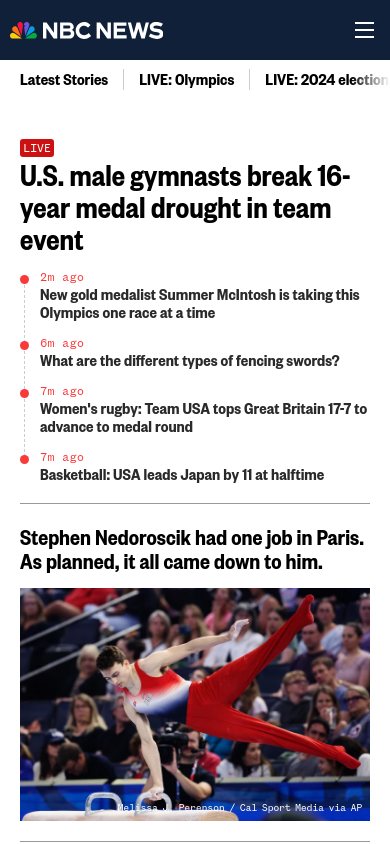 NBC NEWS
Latest Stories
LIVE: Olympics
LIVE: 2024 election
LIVE
U.S. male gymnasts break 16-
year medal drought in team
event
2m ago
New gold medalist Summer McIntosh is taking this
Olympics one race at a time
6m ago
What are the different types of fencing swords?
7m ago
Women's rugby: Team USA tops Great Britain 17-7 to
advance to medal round
7m ago
Basketball: USA leads Japan by 11 at halftime
Stephen Nedoroscik had one job in Paris.
As planned, it all came down to him.
Melissa J. Perenson / Cal Sport Media via AP